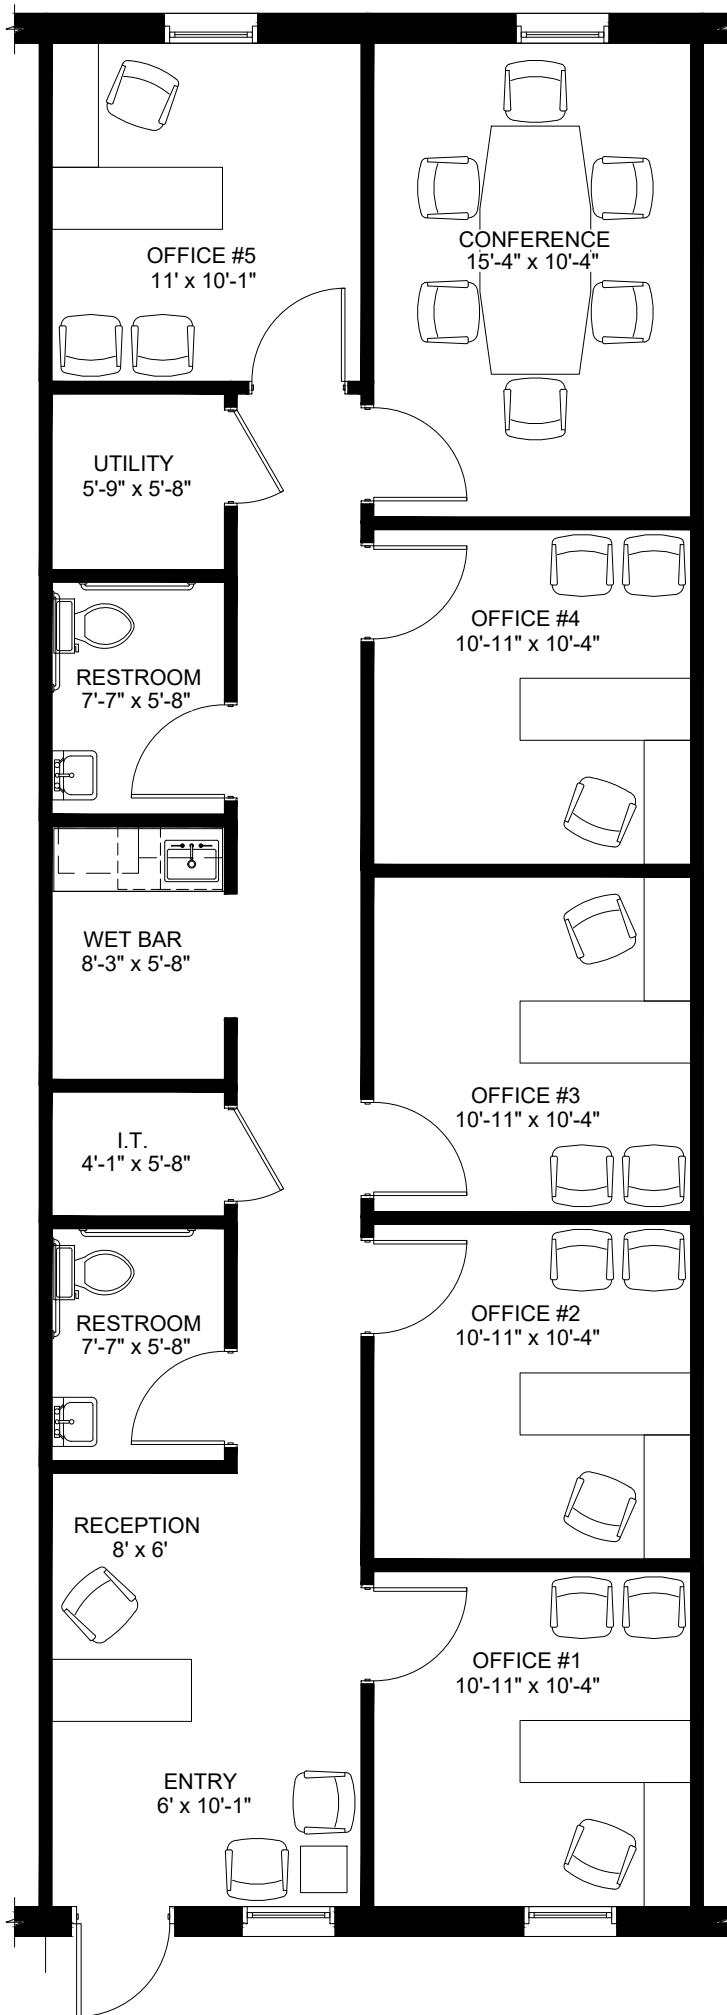 OFFICE #5
11' x 10'-1"
CONFERENCE
15'-4" x 10'-4"
UTILITY
5'-9" x 5'-8"
OFFICE #4
10'-11" x 10'-4"
RESTROOM
7'-7" x 5'-8"
WET BAR
8'-3" x 5'-8"
OFFICE #3
10'-11" x 10'-4"
I.T.
4'-1" x 5'-8"
RESTROOM
7'-7" x 5'-8"
OFFICE #2
10'-11" x 10'-4"
RECEPTION
8' x 6'
OFFICE #1
10'-11" x 10'-4"
ENTRY
6' x 10'-1"